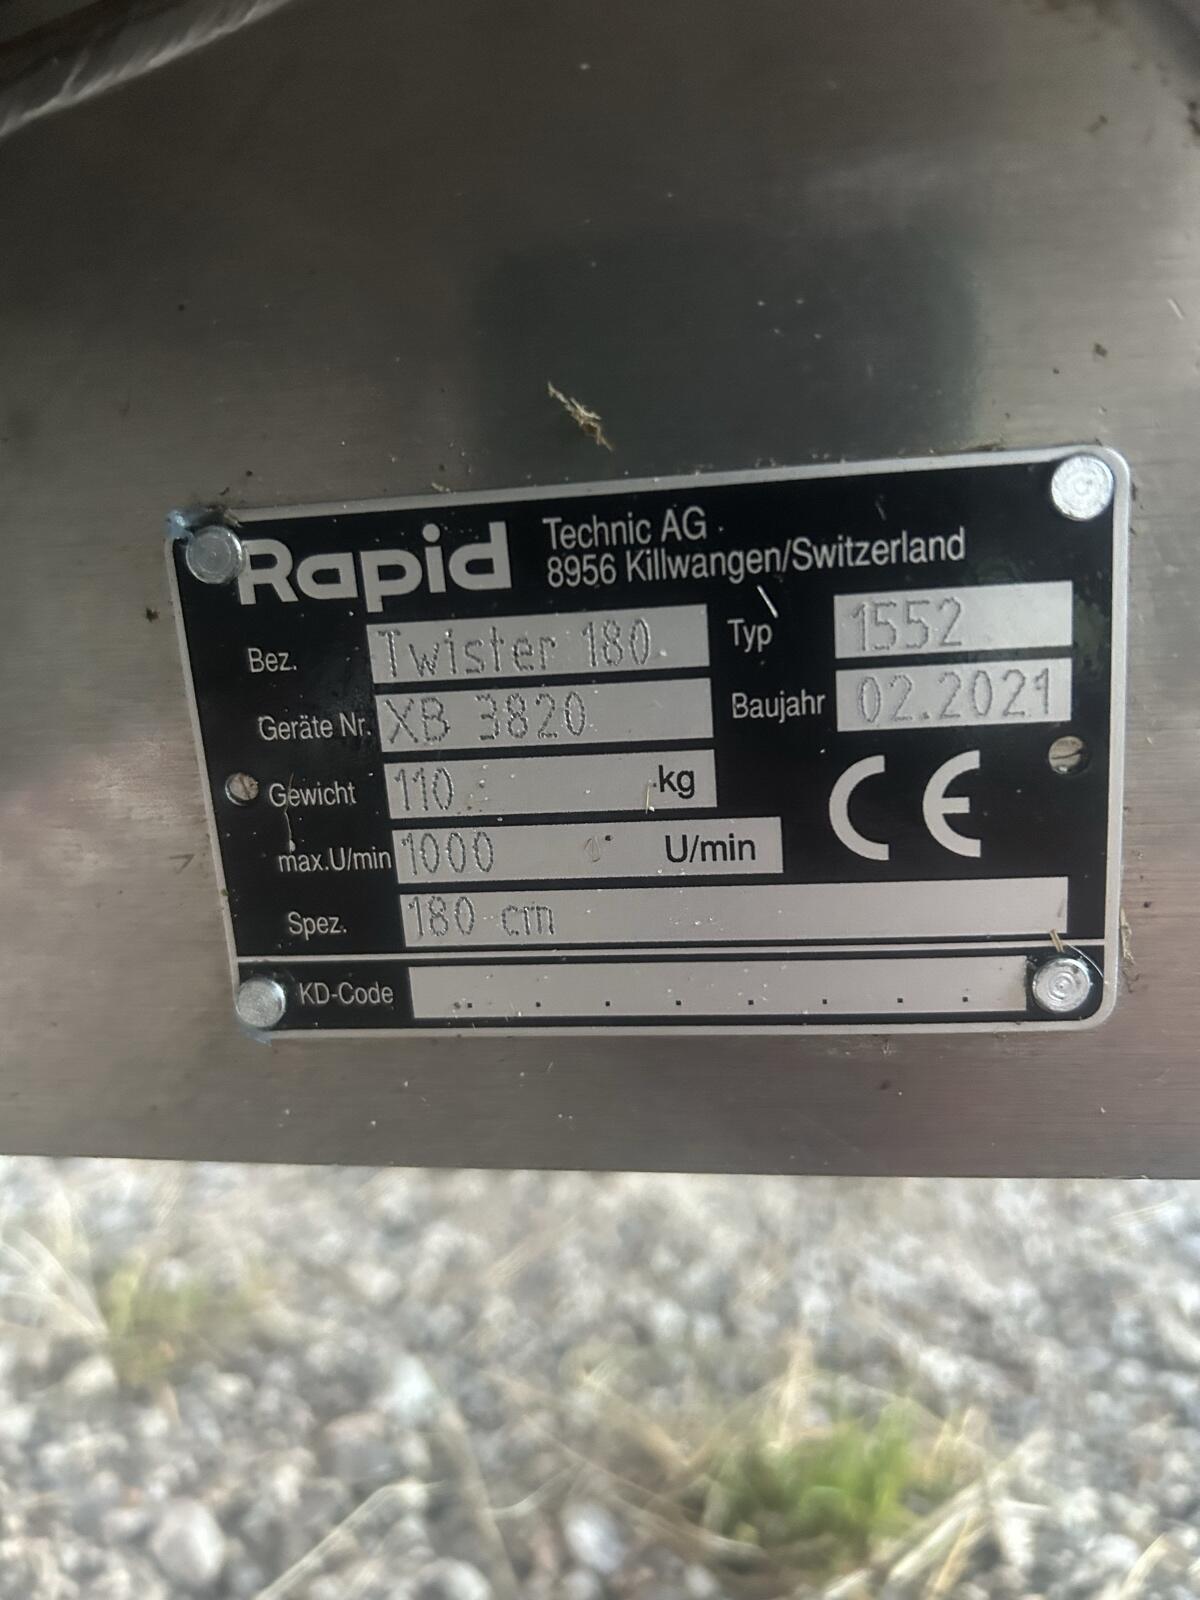 Rapid Technic AG
8956 Killwangen/Switzerland
Bez. Twister 180 Typ 1552
Geräte Nr. XB 3820 Baujahr 02.2021
Gewicht 110 kg CE
max.U/min 1000 U/min
Spez. 180 cm
KD-Code